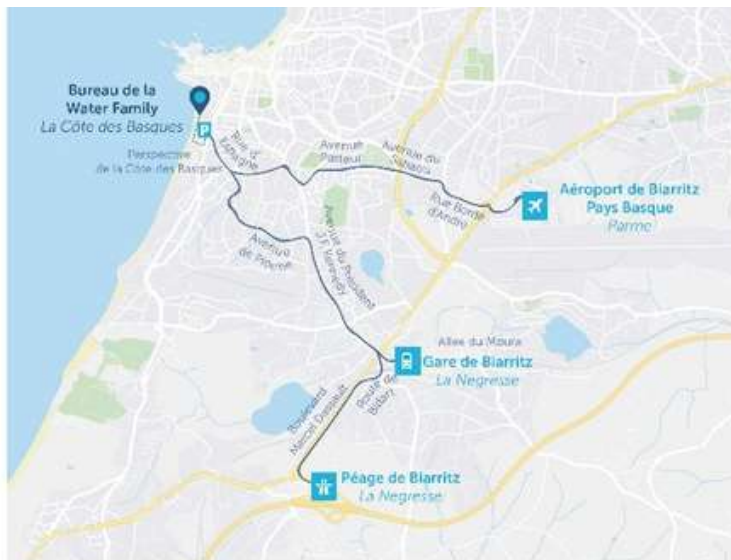 Bureau de la
Water Family
La Côte des Basques
P
Rue d'
Espagne
Perspective
de la Côte des Basques
Avenue
Pasteur
Avenue du
Sahara
Rue Borde
d'André
Aéroport de Biarritz
Pays Basque
Parme
Avenue
de
Avenue du Président
J.F. Kennedy
Allée du Moura
Gare de Biarritz
La Negresse
Route de
Bidart
Boulevard
Marcel Dassault
Péage de Biarritz
La Negresse